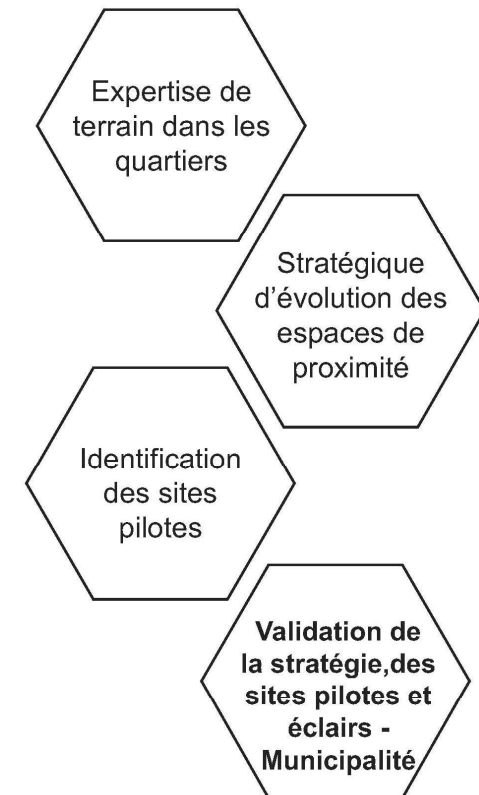 Expertise de
terrain dans les
quartiers
Stratégique
d’évolution des
espaces de
proximité
Identification
des sites
pilotes
Validation de
la stratégie,des
sites pilotes et
éclairs -
Municipalité